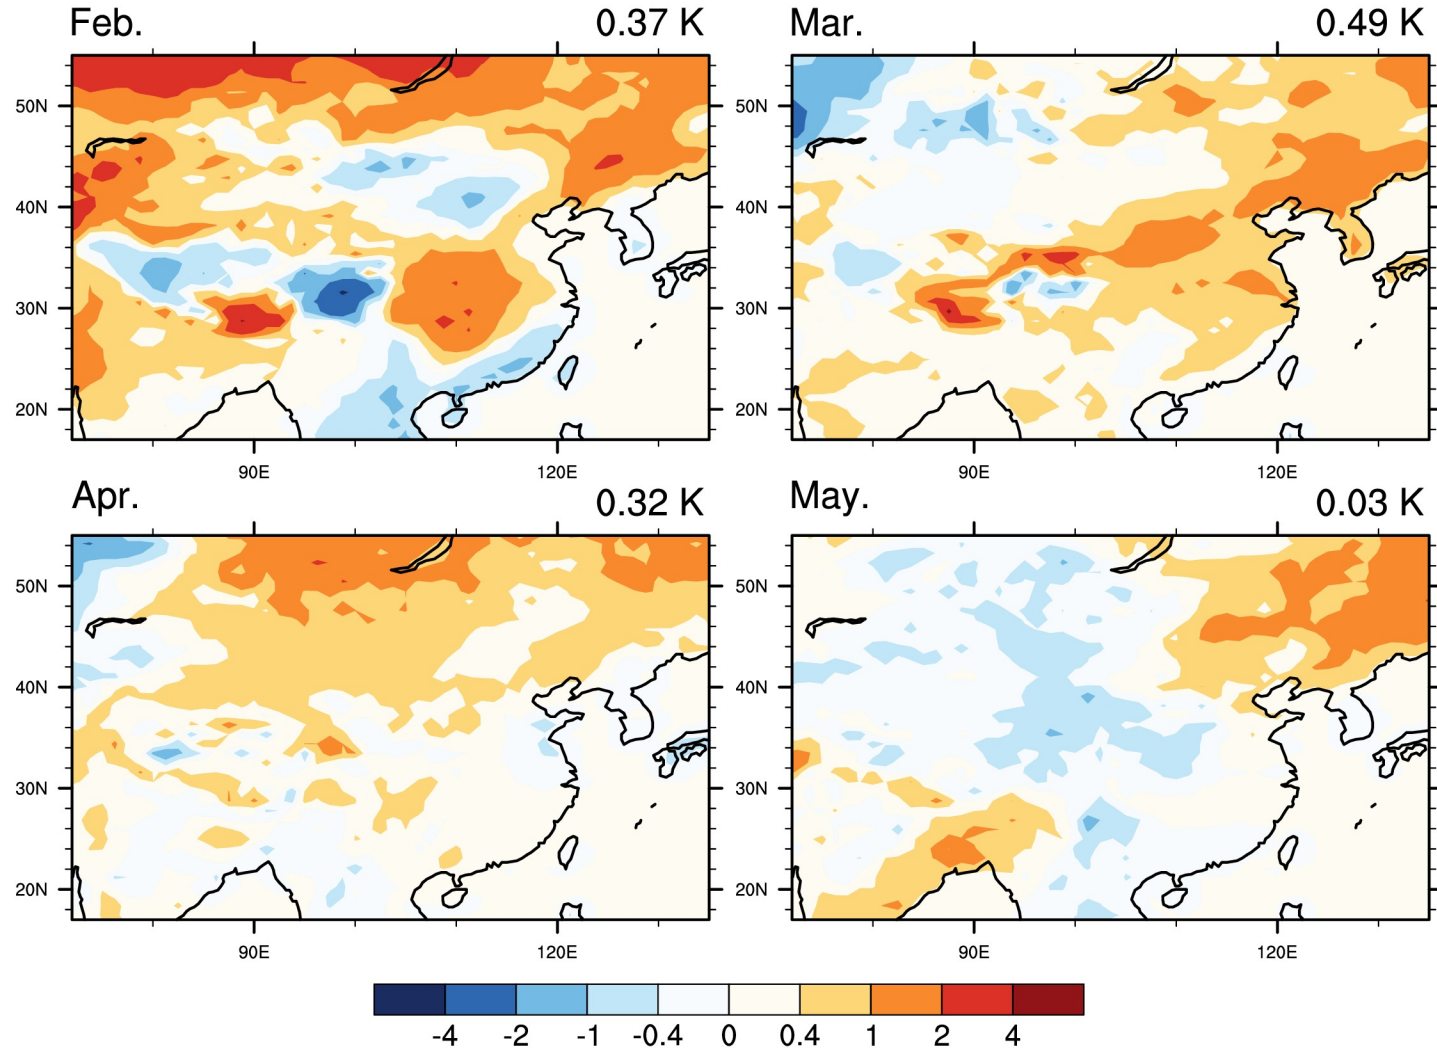 Feb. 0.37 K Mar. 0.49 K
50N 50N
40N 40N
30N 30N
20N 20N
90E 120E 90E 120E
Apr. 0.32 K May. 0.03 K
50N 50N
40N 40N
30N 30N
20N 20N
90E 120E 90E 120E
-4 -2 -1 -0.4 0 0.4 1 2 4